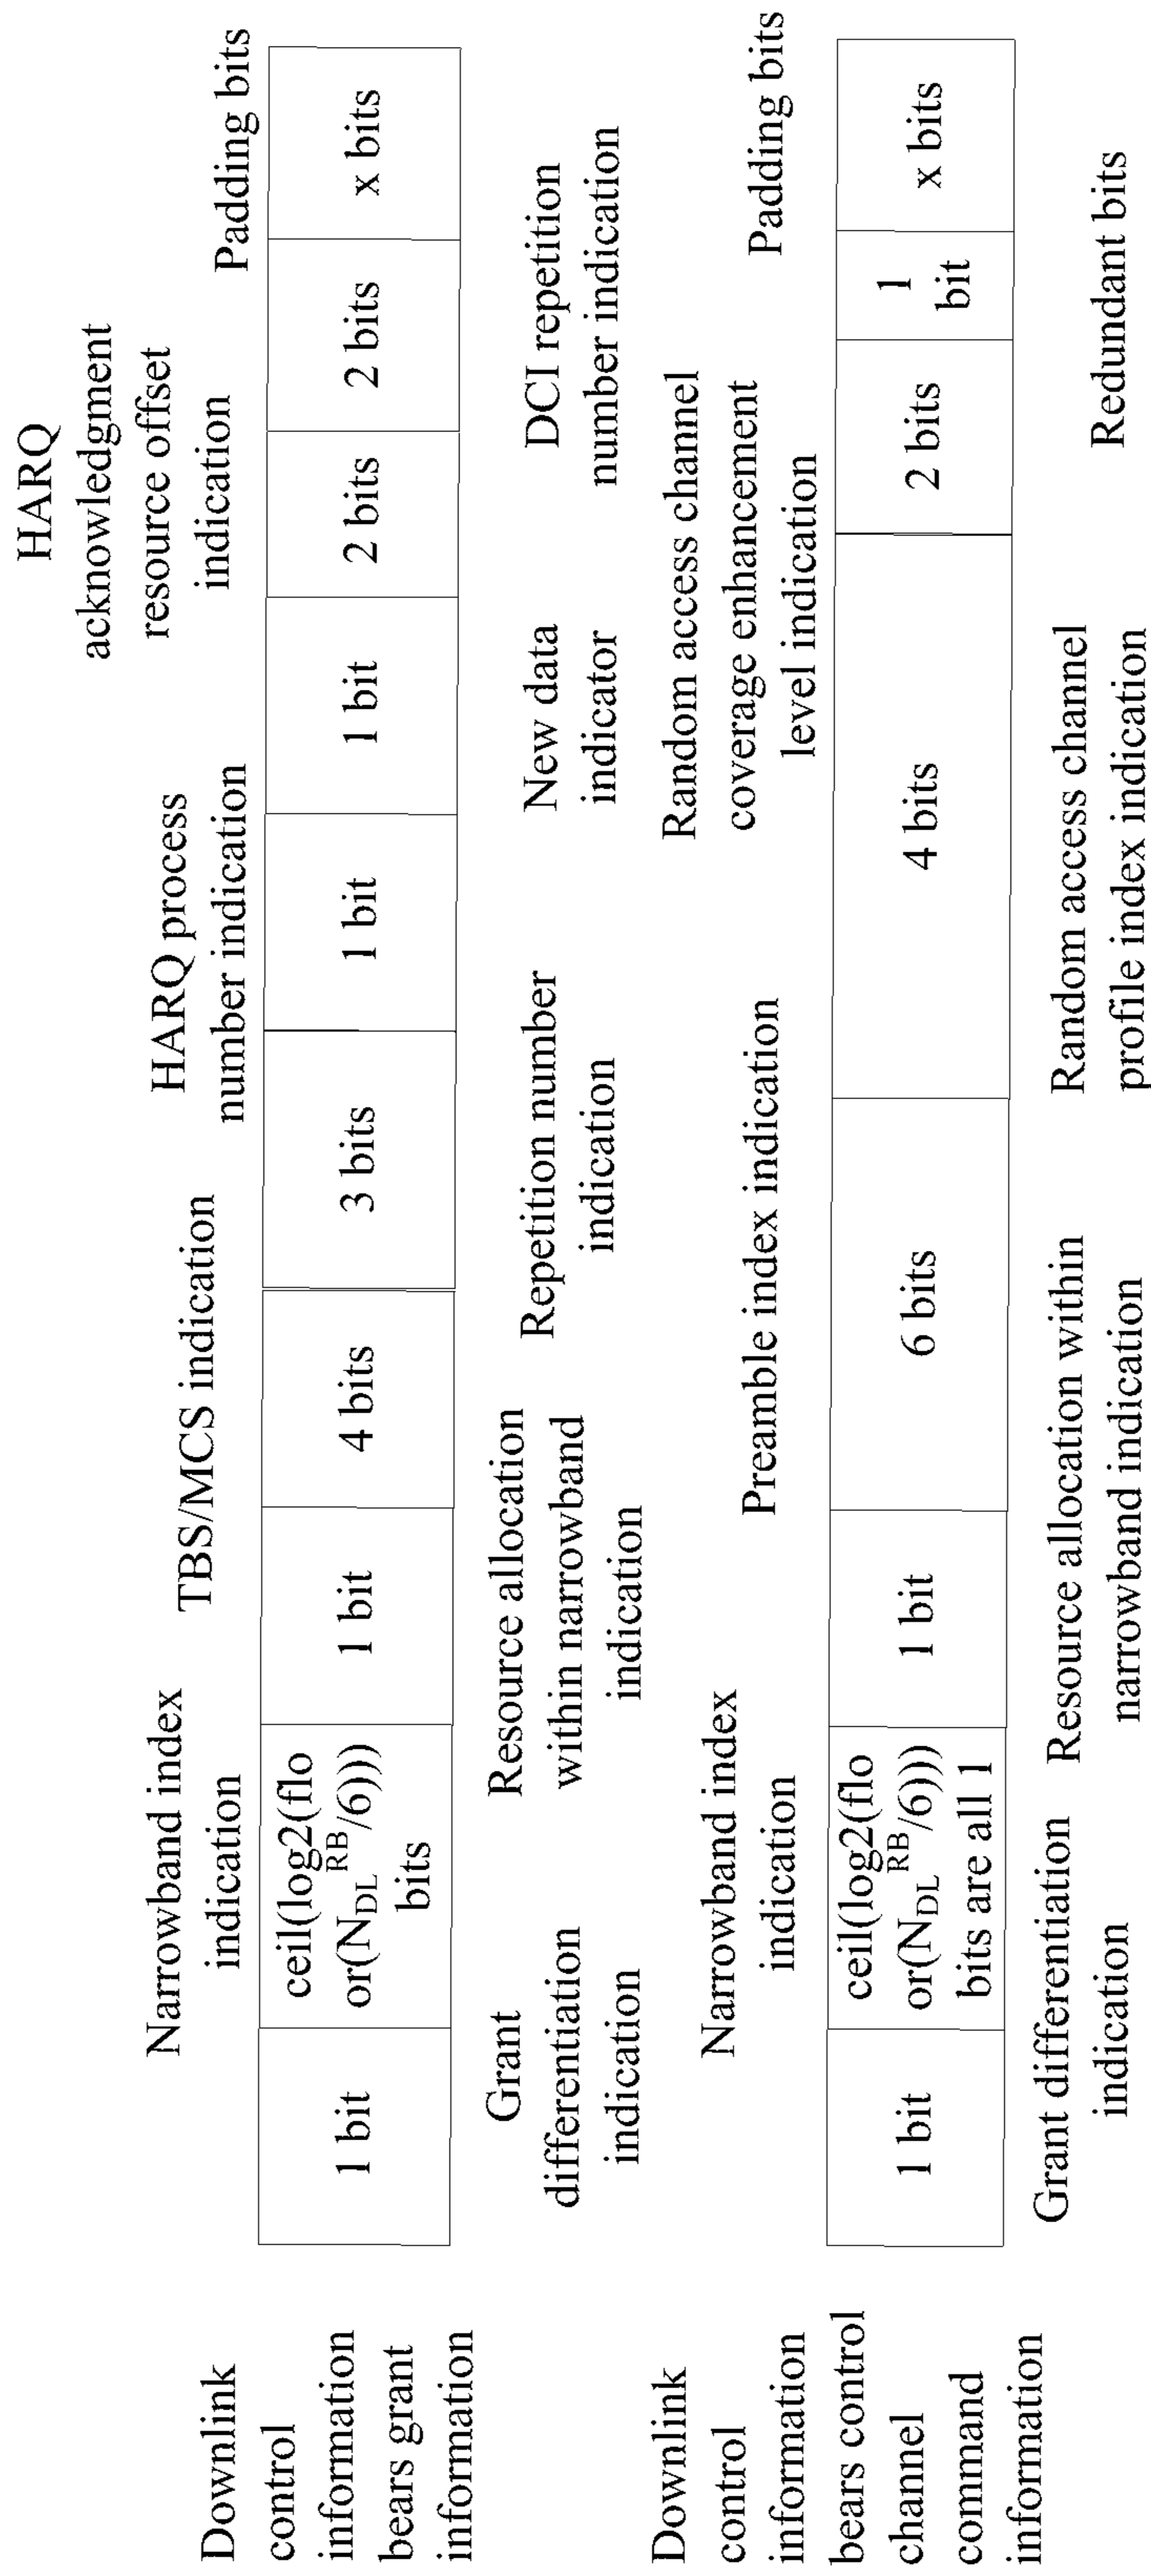 HARQ
acknowledgment
resource offset
indication
Padding bits
HARQ process
number indication
TBS/MCS indication
Narrowband index
indication
Downlink
control
information
bears grant
information
1 bit
ceil(log2(flo
or(N_DL^RB/6)))
bits
1 bit
4 bits
3 bits
1 bit
1 bit
2 bits
2 bits
x bits
Grant
differentiation
indication
Resource allocation
within narrowband
indication
Repetition number
indication
New data
indicator
DCI repetition
number indication
Narrowband index
indication
Preamble index indication
Random access channel
coverage enhancement
level indication
Padding bits
Downlink
control
information
bears control
channel
command
information
1 bit
ceil(log2(flo
or(N_DL^RB/6)))
bits are all 1
1 bit
6 bits
4 bits
2 bits
1
bit
x bits
Grant differentiation
indication
Resource allocation within
narrowband indication
Random access channel
profile index indication
Redundant bits